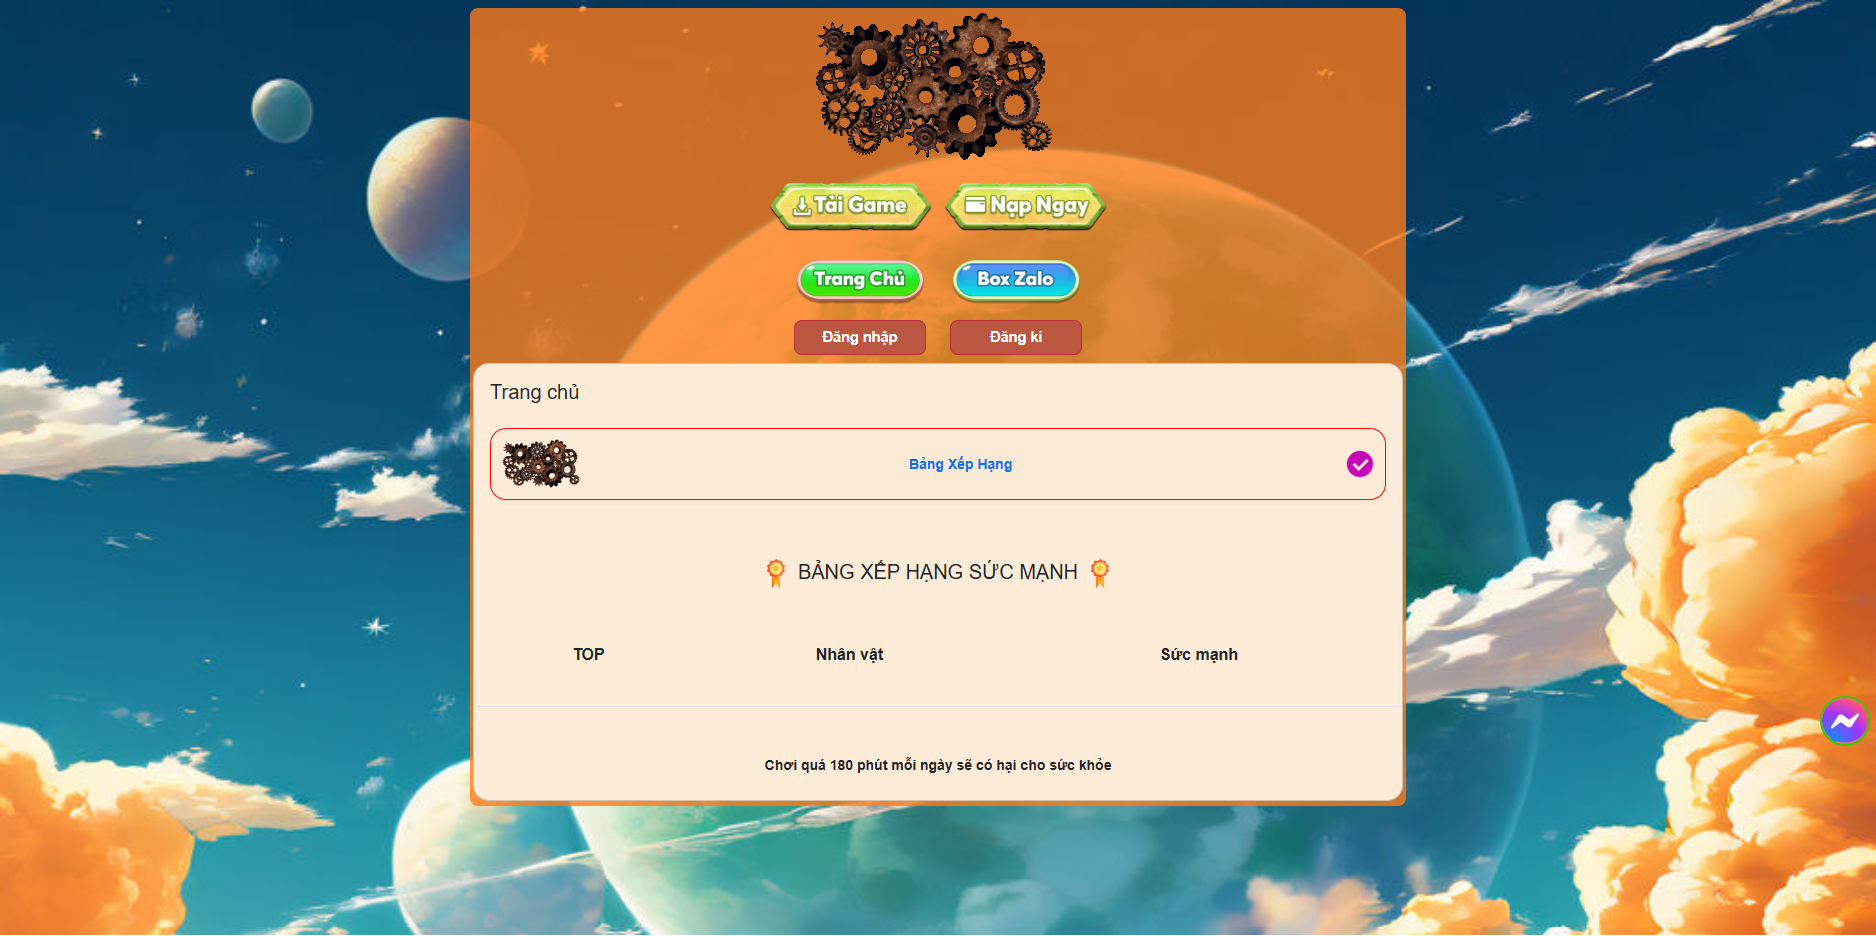 Tải Game Nạp Ngay
Trang Chủ Box Zalo
Đăng nhập Đăng kí
Trang chủ
Bảng Xếp Hạng
BẢNG XẾP HẠNG SỨC MẠNH
TOP Nhân vật Sức mạnh
Chơi quá 180 phút mỗi ngày sẽ có hại cho sức khỏe